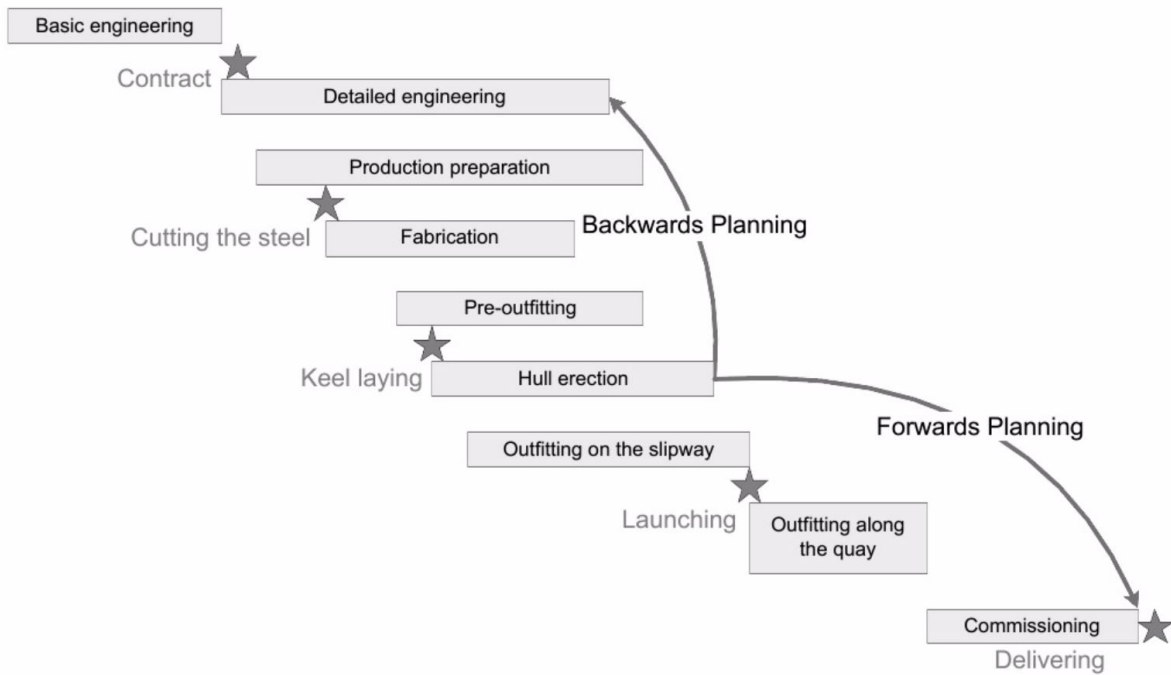 Basic engineering
Contract
Detailed engineering
Production preparation
Backwards Planning
Cutting the steel
Fabrication
Pre-outfitting
Keel laying
Hull erection
Forwards Planning
Outfitting on the slipway
Launching
Outfitting along
the quay
Commissioning
Delivering